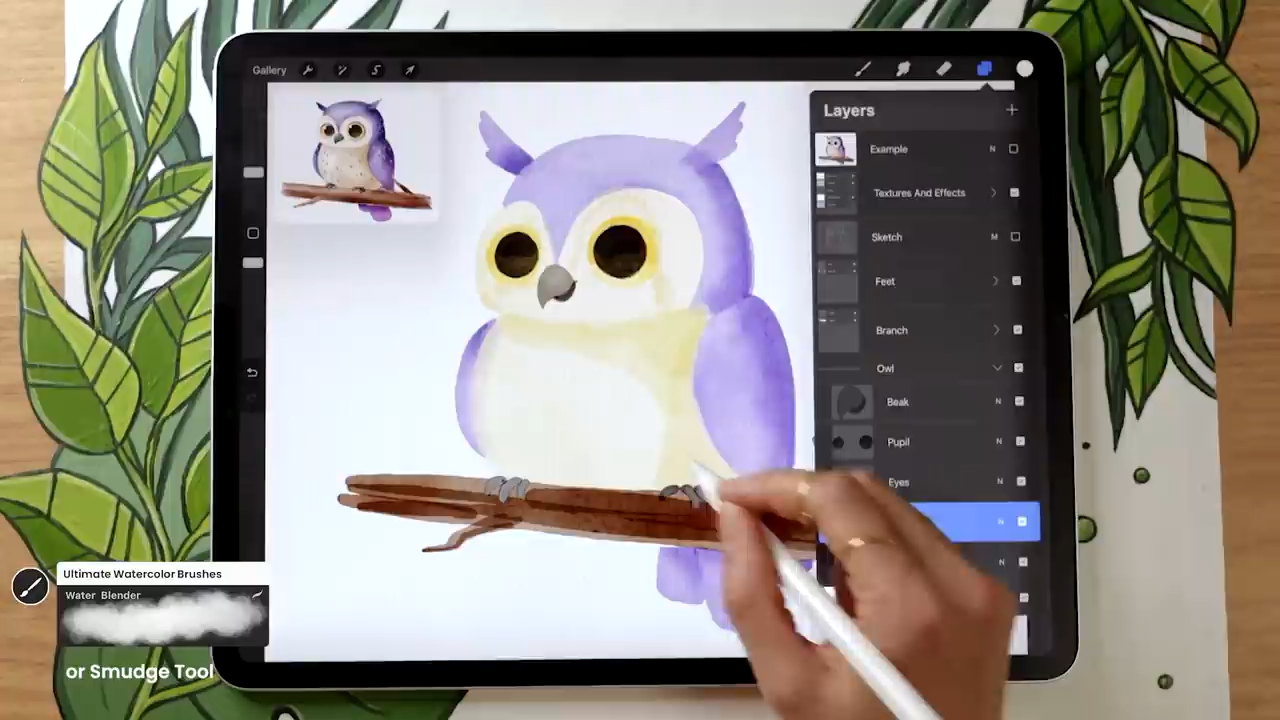 Gallery
Layers
Example N
Textures And Effects
Sketch M
Feet
Branch
Owl
Beak N
Pupil N
Eyes N
N
Ultimate Watercolor Brushes
Water Blender
or Smudge Tool